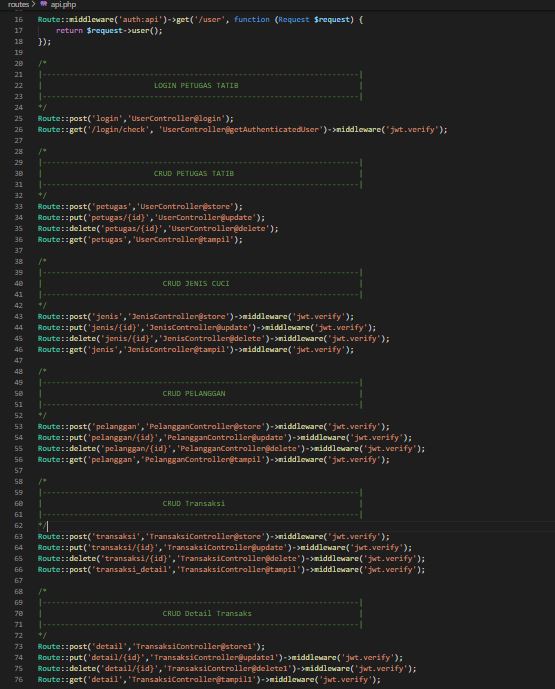 routes > api.php
16 Route::middleware('auth:api')->get('/user', function (Request $request) {
17     return $request->user();
18 });
19
20 /*
21 |--------------------------------------------------------------------------|
22 |                          LOGIN PETUGAS TATIB                            |
23 |--------------------------------------------------------------------------|
24 */
25 Route::post('login','UserController@login');
26 Route::get('/login/check', 'UserController@getAuthenticatedUser')->middleware('jwt.verify');
27
28 /*
29 |--------------------------------------------------------------------------|
30 |                          CRUD PETUGAS TATIB                             |
31 |--------------------------------------------------------------------------|
32 */
33 Route::post('petugas','UserController@store');
34 Route::put('petugas/{id}','UserController@update');
35 Route::delete('petugas/{id}','UserController@delete');
36 Route::get('petugas','UserController@tampil');
37
38 /*
39 |--------------------------------------------------------------------------|
40 |                            CRUD JENIS CUCI                              |
41 |--------------------------------------------------------------------------|
42 */
43 Route::post('jenis','JenisController@store')->middleware('jwt.verify');
44 Route::put('jenis/{id}','JenisController@update')->middleware('jwt.verify');
45 Route::delete('jenis/{id}','JenisController@delete')->middleware('jwt.verify');
46 Route::get('jenis','JenisController@tampil')->middleware('jwt.verify');
47
48 /*
49 |--------------------------------------------------------------------------|
50 |                            CRUD PELANGGAN                               |
51 |--------------------------------------------------------------------------|
52 */
53 Route::post('pelanggan','PelangganController@store')->middleware('jwt.verify');
54 Route::put('pelanggan/{id}','PelangganController@update')->middleware('jwt.verify');
55 Route::delete('pelanggan/{id}','PelangganController@delete')->middleware('jwt.verify');
56 Route::get('pelanggan','PelangganController@tampil')->middleware('jwt.verify');
57
58 /*
59 |--------------------------------------------------------------------------|
60 |                            CRUD Transaksi                               |
61 |--------------------------------------------------------------------------|
62 */
63 Route::post('transaksi','TransaksiController@store')->middleware('jwt.verify');
64 Route::put('transaksi/{id}','TransaksiController@update')->middleware('jwt.verify');
65 Route::delete('transaksi/{id}','TransaksiController@delete')->middleware('jwt.verify');
66 Route::post('transaksi_detail','TransaksiController@tampil')->middleware('jwt.verify');
67
68 /*
69 |--------------------------------------------------------------------------|
70 |                            CRUD Detail Transaks                         |
71 |--------------------------------------------------------------------------|
72 */
73 Route::post('detail','TransaksiController@store1');
74 Route::put('detail/{id}','TransaksiController@update1')->middleware('jwt.verify');
75 Route::delete('detail/{id}','TransaksiController@delete1')->middleware('jwt.verify');
76 Route::get('detail','TransaksiController@tampil1')->middleware('jwt.verify');